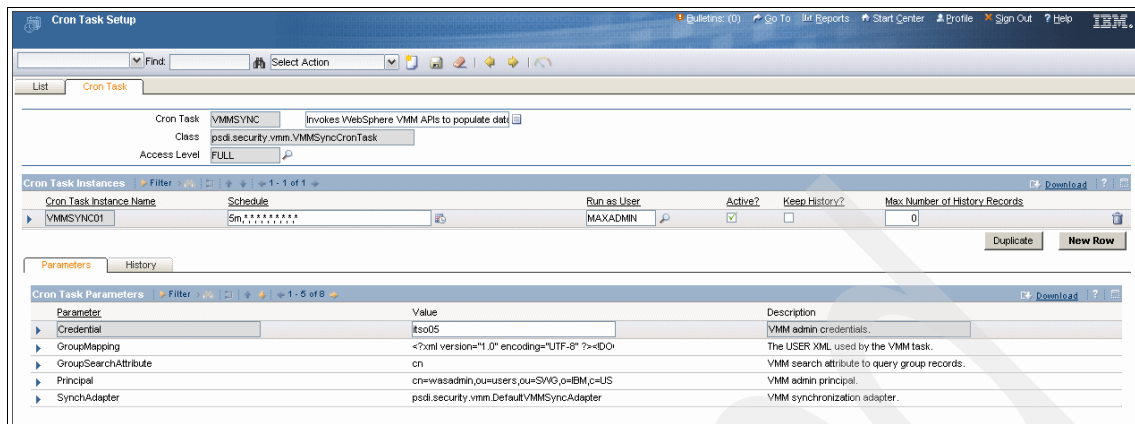 Cron Task Setup
Bulletins: (0) Go To Reports Start Center Profile Sign Out ? Help IBM.
Find: Select Action
List Cron Task
Cron Task VMMSYNC Invokes WebSphere VMM APIs to populate data
Class psdi.security.vmm.VMMSyncCronTask
Access Level FULL
Cron Task Instances Filter 1 - 1 of 1 Download ?
Cron Task Instance Name Schedule Run as User Active? Keep History? Max Number of History Records
VMMSYNC01 5m,*,*,*,*,*,*,*,*,* MAXADMIN 0
Duplicate New Row
Parameters History
Cron Task Parameters Filter 1 - 5 of 8 Download ?
Parameter Value Description
Credential itso05 VMM admin credentials.
GroupMapping <?xml version="1.0" encoding="UTF-8" ?><!DO The USER XML used by the VMM task.
GroupSearchAttribute cn VMM search attribute to query group records.
Principal cn=wasadmin,ou=users,ou=SWG,o=IBM,c=US VMM admin principal.
SynchAdapter psdi.security.vmm.DefaultVMMSyncAdapter VMM synchronization adapter.